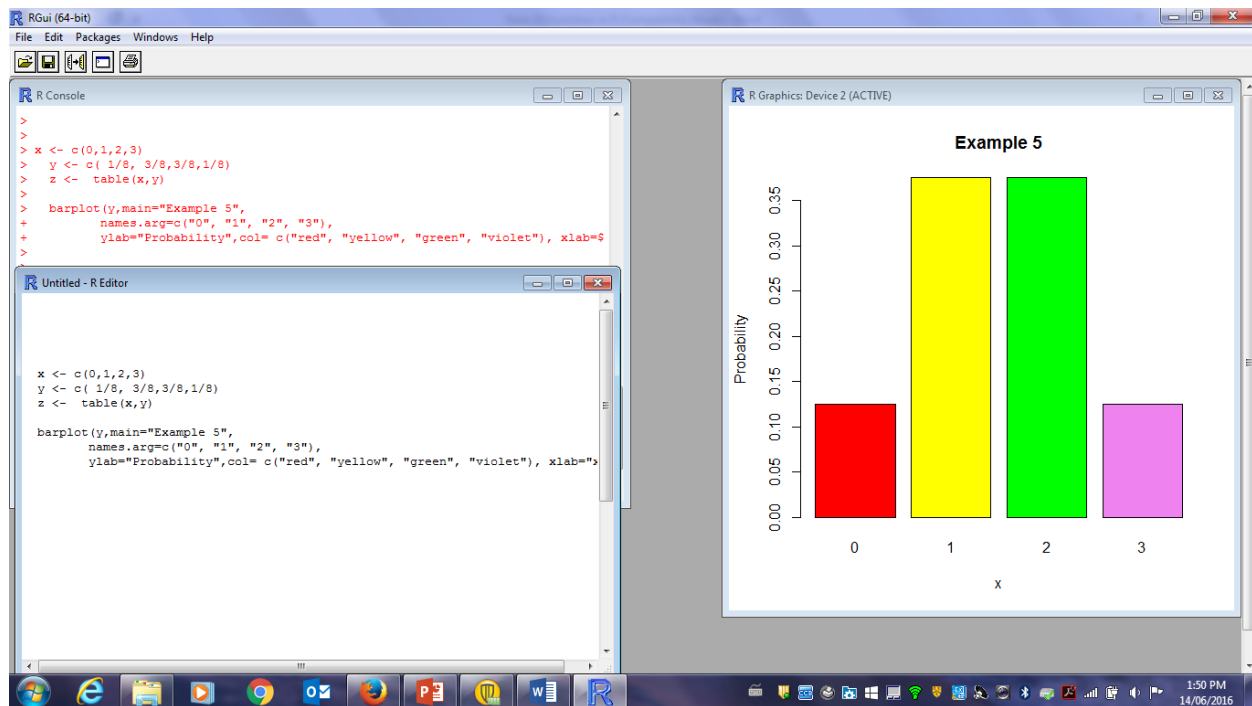 RGui (64-bit)
File Edit Packages Windows Help
R Console
>
>
> x <- c(0,1,2,3)
>   y <- c( 1/8, 3/8,3/8,1/8)
>   z <-  table(x,y)
>
>   barplot(y,main="Example 5",
+          names.arg=c("0", "1", "2", "3"),
+          ylab="Probability",col= c("red", "yellow", "green", "violet"), xlab=$
>
Untitled - R Editor
x <- c(0,1,2,3)
y <- c( 1/8, 3/8,3/8,1/8)
z <-  table(x,y)
barplot(y,main="Example 5",
       names.arg=c("0", "1", "2", "3"),
       ylab="Probability",col= c("red", "yellow", "green", "violet"), xlab="x
R Graphics: Device 2 (ACTIVE)
Example 5
Probability
0.35
0.30
0.25
0.20
0.15
0.10
0.05
0.00
0 1 2 3
x
1:50 PM
14/06/2016